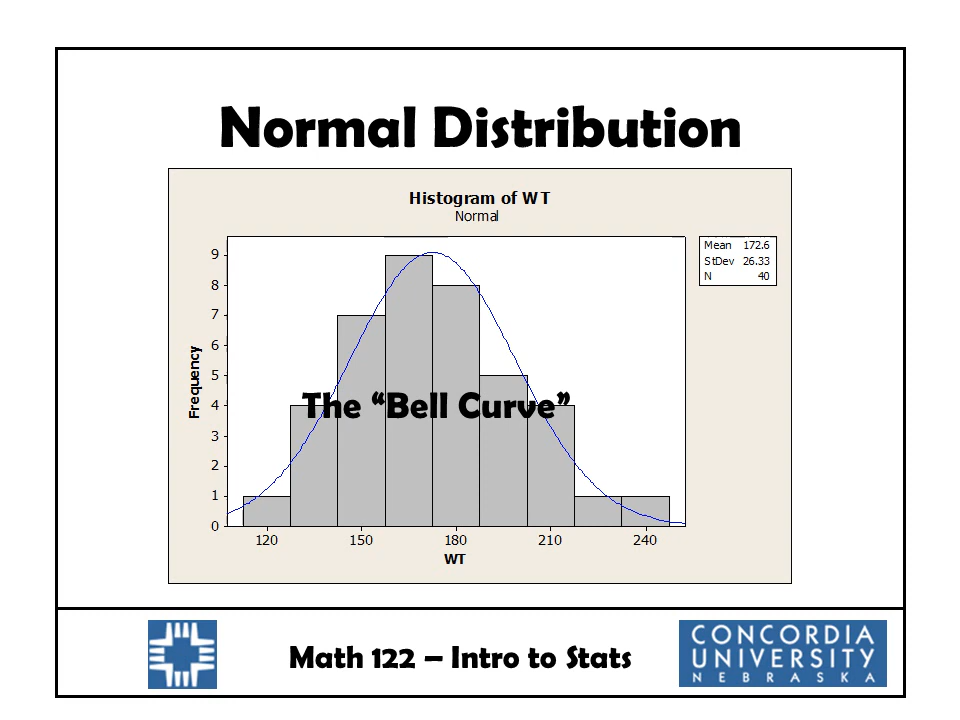 Normal Distribution
Histogram of WT
Normal
Mean 172.6
StDev 26.33
N 40
9
8
7
6
5
4
3
2
1
0
Frequency
The “Bell Curve”
120 150 180 210 240
WT
Math 122 – Intro to Stats
CONCORDIA
UNIVERSITY
NEBRASKA